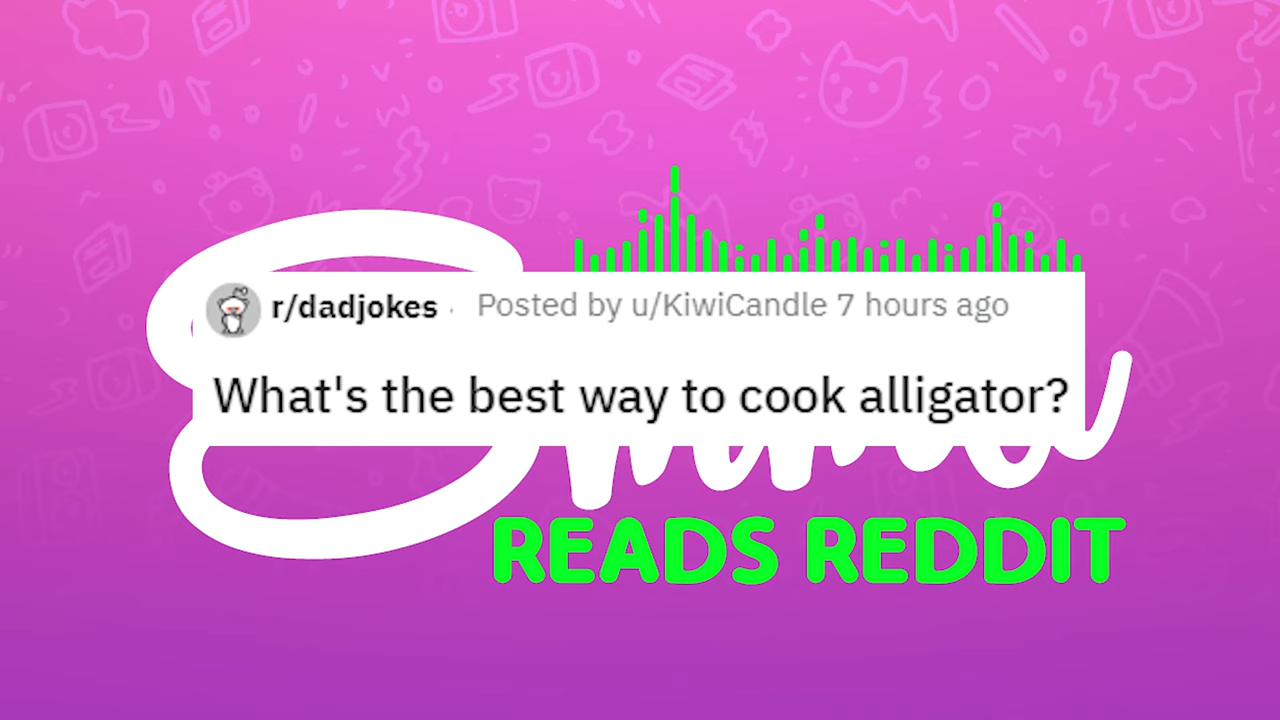 r/dadjokes · Posted by u/KiwiCandle 7 hours ago
What's the best way to cook alligator?
READS REDDIT